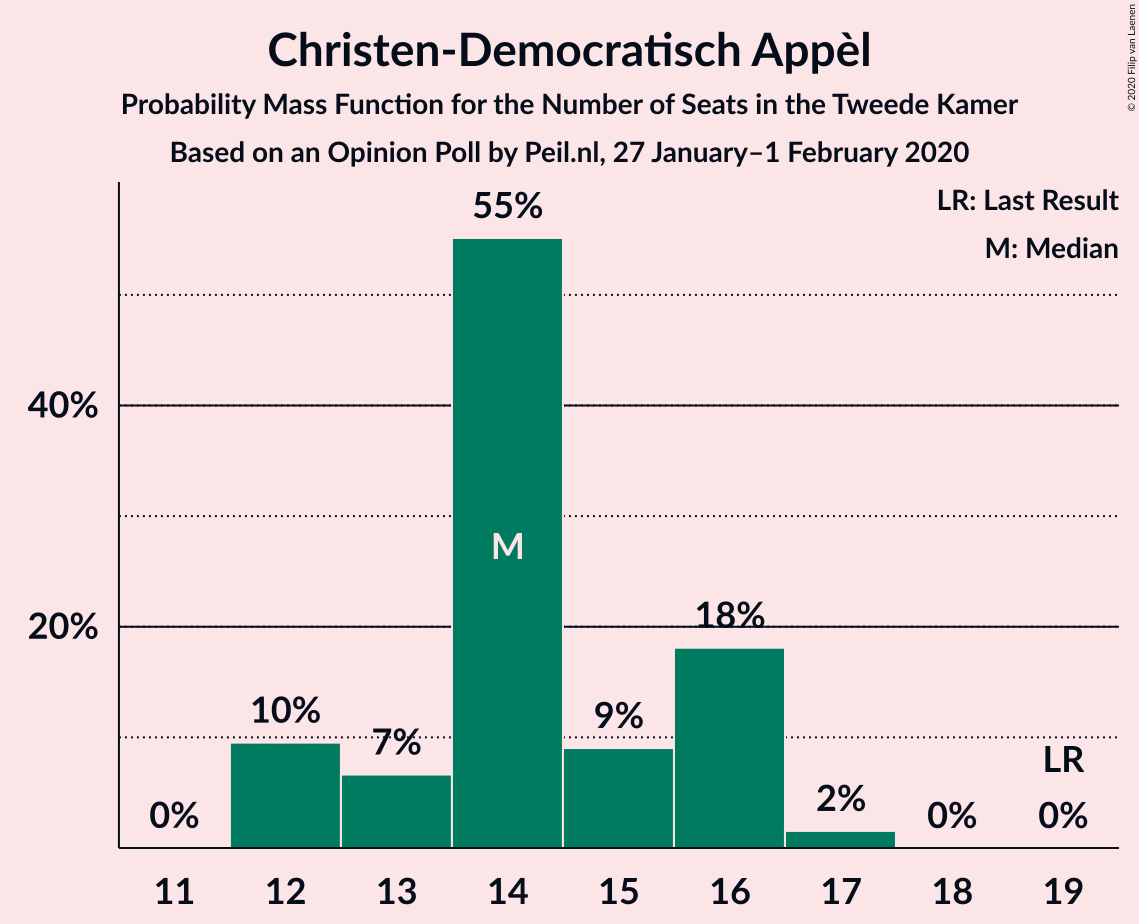 Christen-Democratisch Appèl
Probability Mass Function for the Number of Seats in the Tweede Kamer
Based on an Opinion Poll by Peil.nl, 27 January–1 February 2020
© 2020 Filip van Laenen
LR: Last Result
M: Median
55%
40%
M
20%
18%
10%
9%
7%
LR
2%
0%
0%
0%
11 12 13 14 15 16 17 18 19